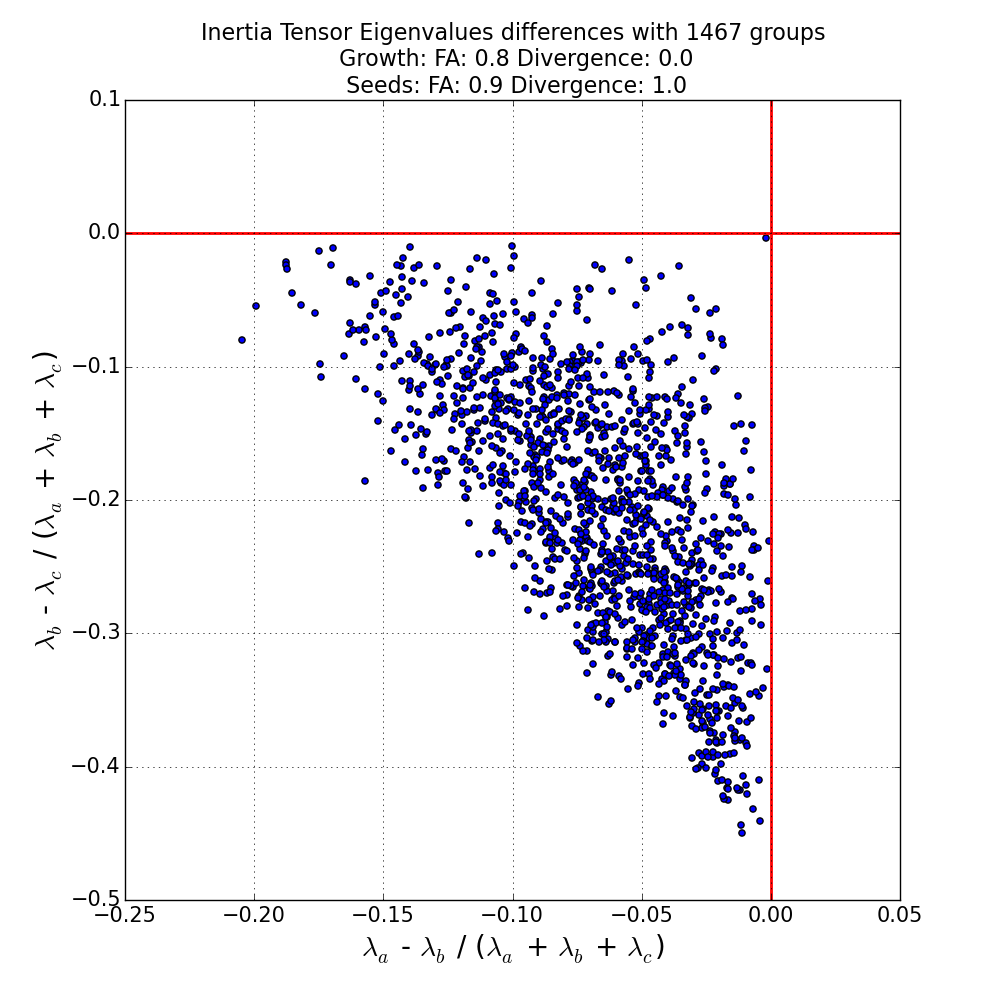 Inertia Tensor Eigenvalues differences with 1467 groups
Growth: FA: 0.8 Divergence: 0.0
Seeds: FA: 0.9 Divergence: 1.0
0.1
0.0
−0.1
−0.2
−0.3
−0.4
−0.5
λb - λc / (λa + λb + λc)
−0.25 −0.20 −0.15 −0.10 −0.05 0.00 0.05
λa - λb / (λa + λb + λc)